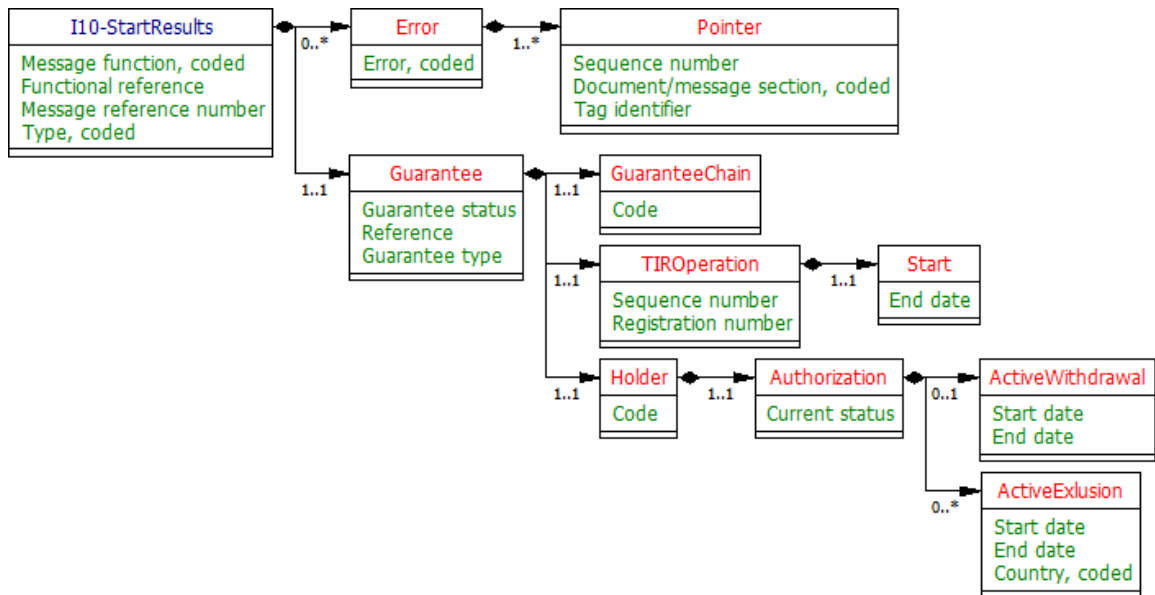 I10-StartResults
Message function, coded
Functional reference
Message reference number
Type, coded
0..*
Error
Error, coded
1..*
Pointer
Sequence number
Document/message section, coded
Tag identifier
1..1
Guarantee
Guarantee status
Reference
Guarantee type
1..1
GuaranteeChain
Code
1..1
TIROperation
Sequence number
Registration number
1..1
Start
End date
1..1
Holder
Code
1..1
Authorization
Current status
0..1
ActiveWithdrawal
Start date
End date
0..*
ActiveExlusion
Start date
End date
Country, coded